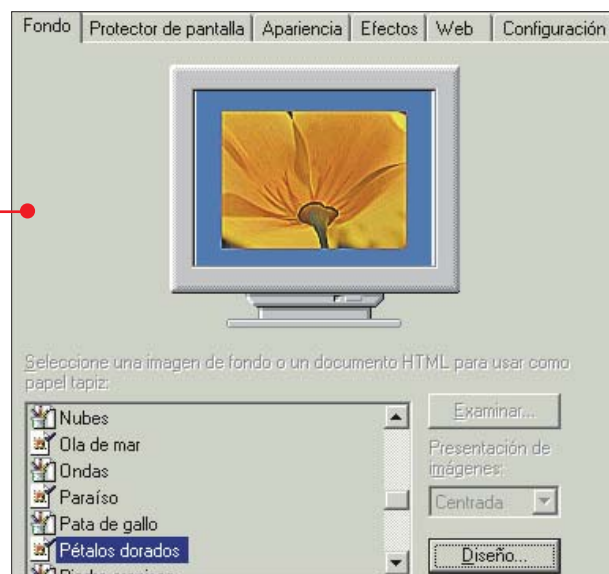 Fondo
Protector de pantalla
Apariencia
Efectos
Web
Configuración
Seleccione una imagen de fondo o un documento HTML para usar como
papel tapiz:
Nubes
Ola de mar
Ondas
Paraíso
Pata de gallo
Pétalos dorados
Examinar...
Presentación de
imágenes:
Centrada
Diseño...